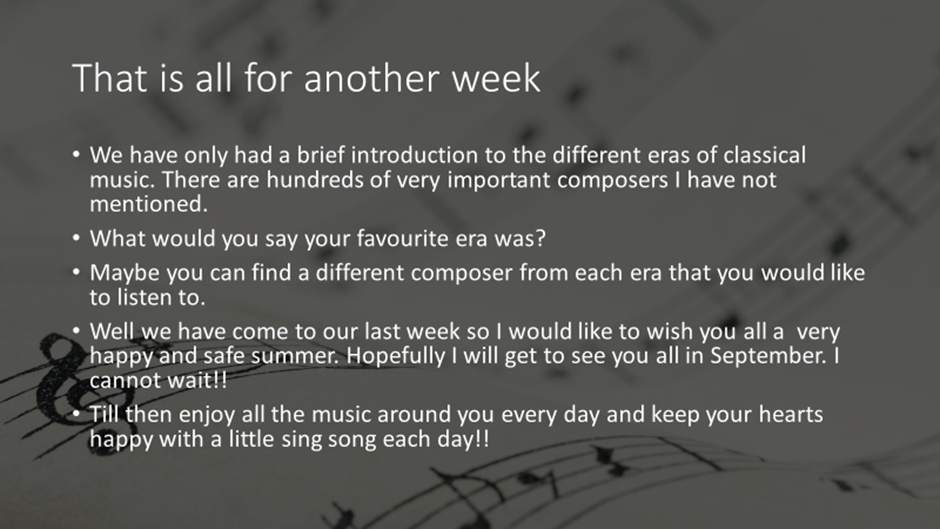 That is all for another week
• We have only had a brief introduction to the different eras of classical
music. There are hundreds of very important composers I have not
mentioned.
• What would you say your favourite era was?
• Maybe you can find a different composer from each era that you would like
to listen to.
• Well we have come to our last week so I would like to wish you all a  very
happy and safe summer. Hopefully I will get to see you all in September. I
cannot wait!!
• Till then enjoy all the music around you every day and keep your hearts
happy with a little sing song each day!!